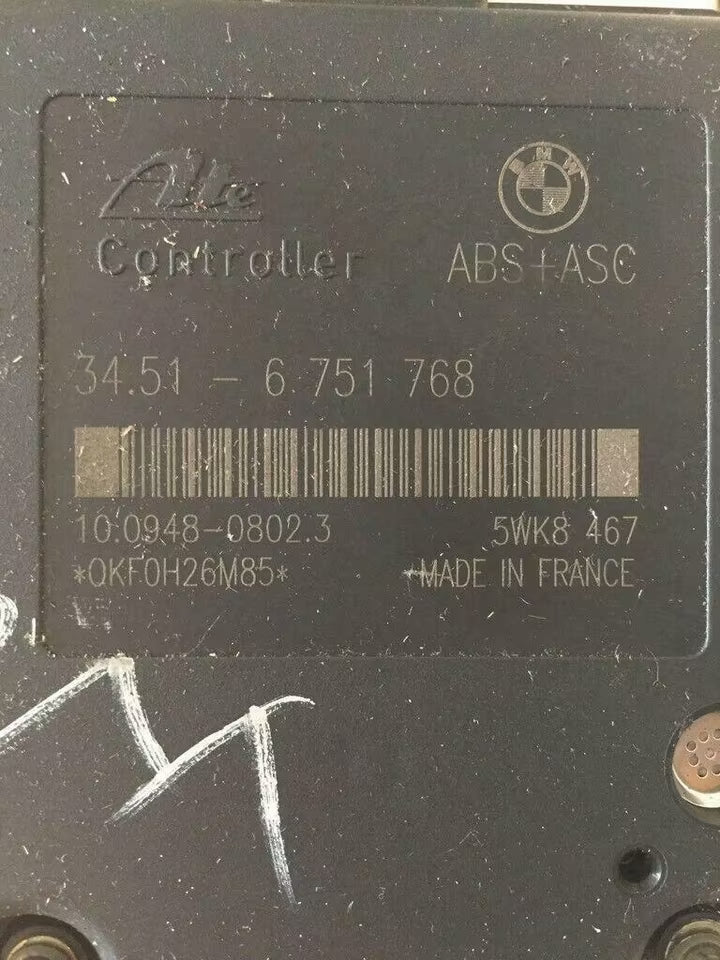 Ate
BMW
Controller
ABS+ASC
34.51 - 6 751 768
10.0948-0802.3
5WK8 467
*QKF0H26M85*
MADE IN FRANCE